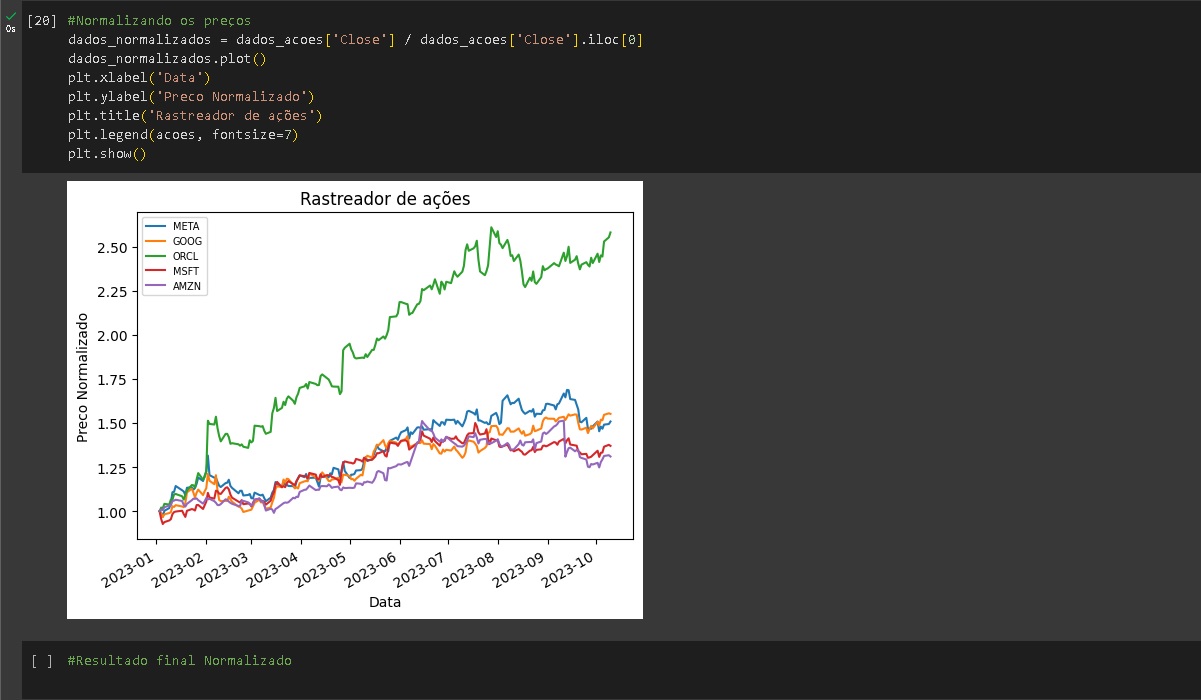 [20] #Normalizando os preços
0s
dados_normalizados = dados_acoes['Close'] / dados_acoes['Close'].iloc[0]
dados_normalizados.plot()
plt.xlabel('Data')
plt.ylabel('Preco Normalizado')
plt.title('Rastreador de ações')
plt.legend(acoes, fontsize=7)
plt.show()
Rastreador de ações
META
GOOG
ORCL
MSFT
AMZN
2.50
2.25
2.00
1.75
1.50
1.25
1.00
Preco Normalizado
2023-01
2023-02
2023-03
2023-04
2023-05
2023-06
2023-07
2023-08
2023-09
2023-10
Data
[ ] #Resultado final Normalizado